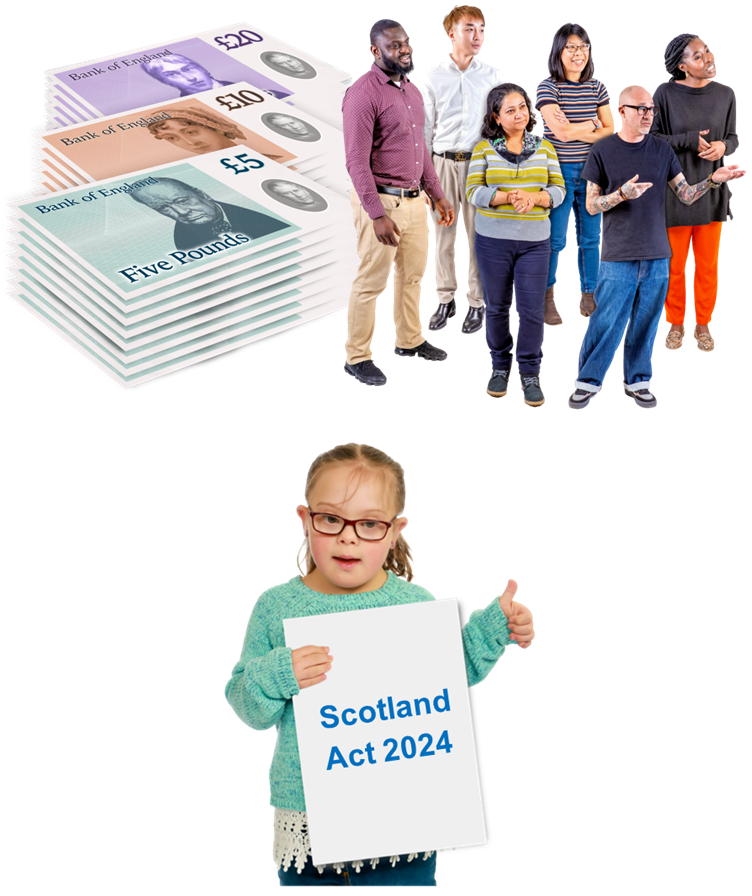 Bank of England
£20
Bank of England
£10
Bank of England
£5
Five Pounds
Scotland
Act 2024